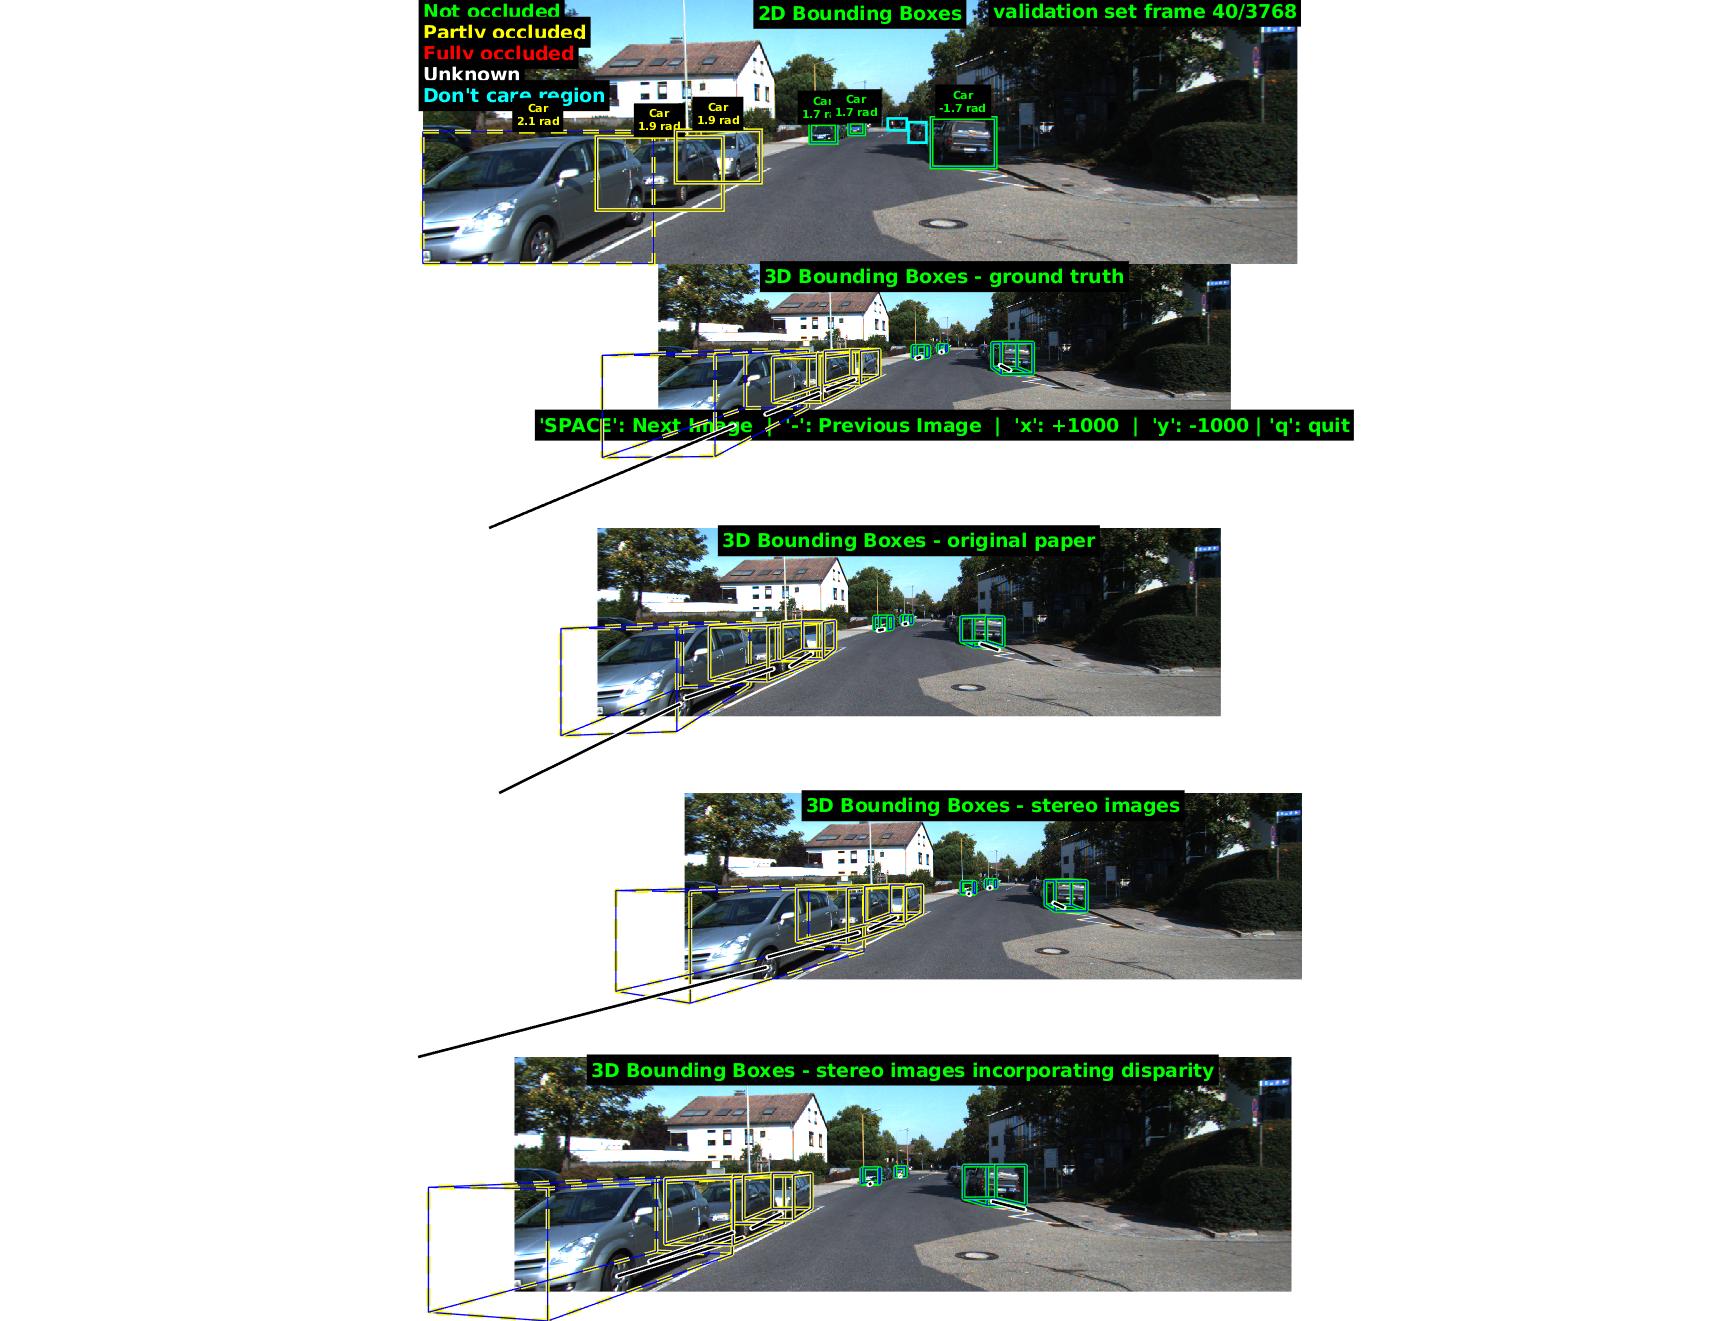 Not occluded
2D Bounding Boxes
validation set frame 40/3768
Partly occluded
Fully occluded
Unknown
Don't care region
Car
2.1 rad
Car
1.9 rad
Car
1.9 rad
Car
1.7 rad
Car
1.7 rad
Car
-1.7 rad
3D Bounding Boxes - ground truth
'SPACE': Next Image | '-': Previous Image | 'x': +1000 | 'y': -1000 | 'q': quit
3D Bounding Boxes - original paper
3D Bounding Boxes - stereo images
3D Bounding Boxes - stereo images incorporating disparity